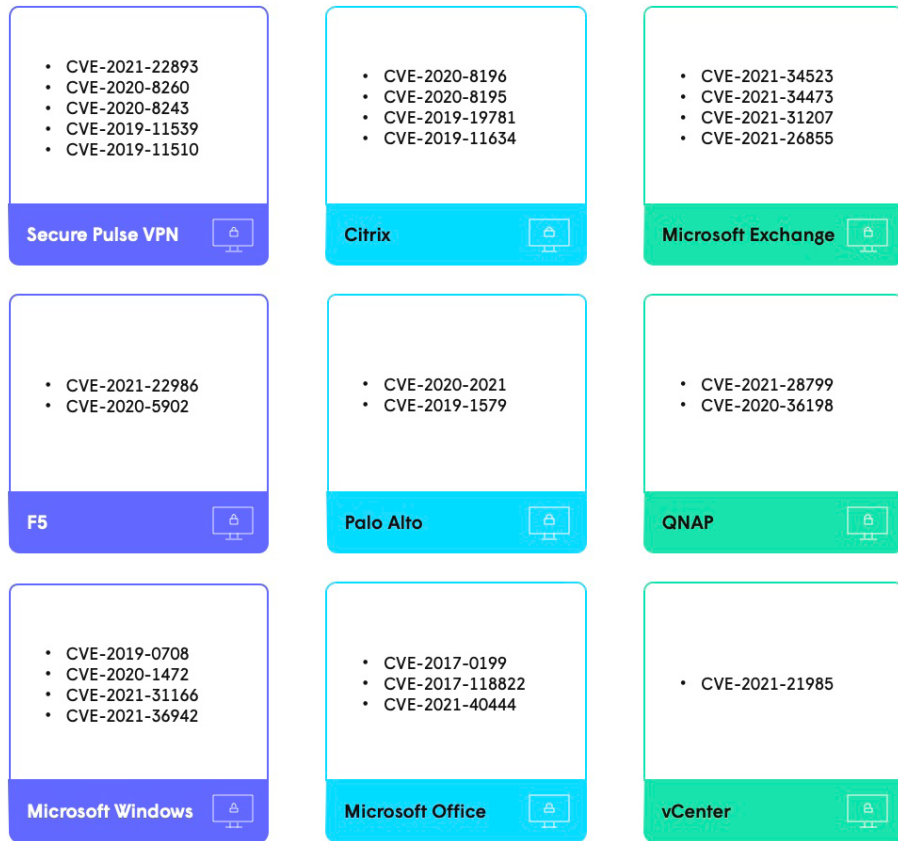 • CVE-2021-22893
• CVE-2020-8260
• CVE-2020-8243
• CVE-2019-11539
• CVE-2019-11510
Secure Pulse VPN
• CVE-2020-8196
• CVE-2020-8195
• CVE-2019-19781
• CVE-2019-11634
Citrix
• CVE-2021-34523
• CVE-2021-34473
• CVE-2021-31207
• CVE-2021-26855
Microsoft Exchange
• CVE-2021-22986
• CVE-2020-5902
F5
• CVE-2020-2021
• CVE-2019-1579
Palo Alto
• CVE-2021-28799
• CVE-2020-36198
QNAP
• CVE-2019-0708
• CVE-2020-1472
• CVE-2021-31166
• CVE-2021-36942
Microsoft Windows
• CVE-2017-0199
• CVE-2017-118822
• CVE-2021-40444
Microsoft Office
• CVE-2021-21985
vCenter